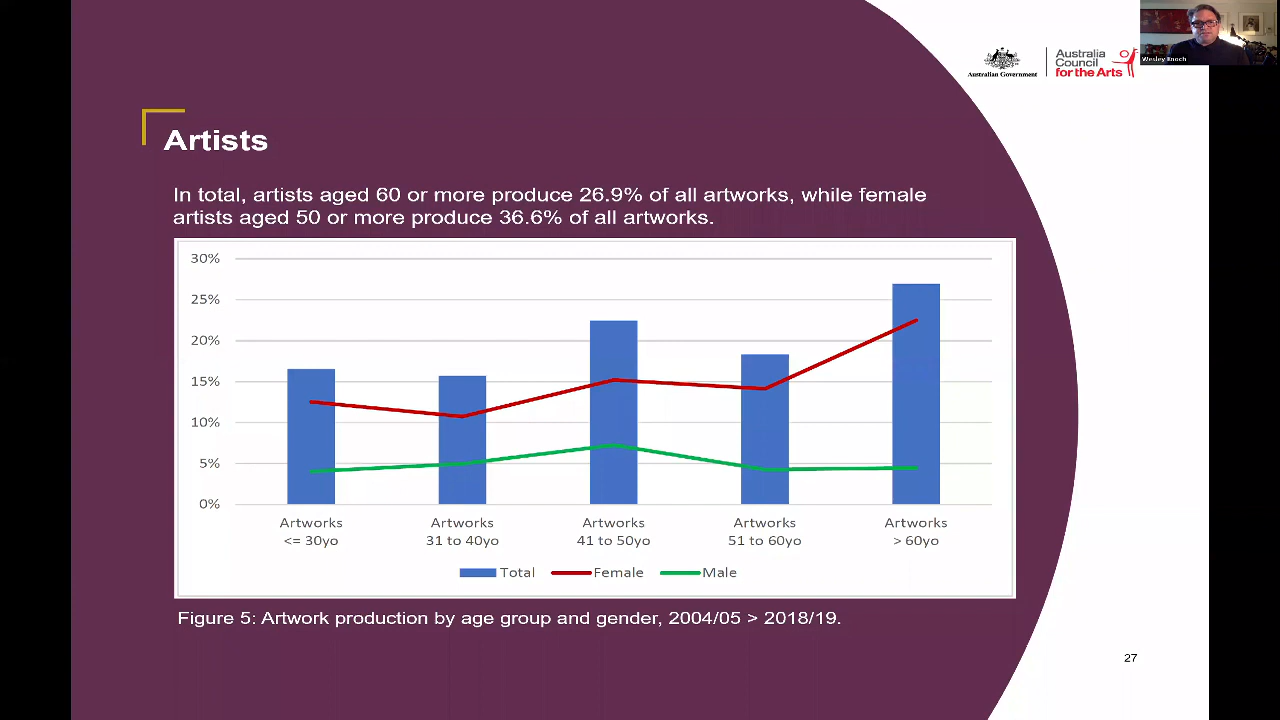 Wesley Enoch
Australian Government
Australia
Council
for the Arts
Artists
In total, artists aged 60 or more produce 26.9% of all artworks, while female
artists aged 50 or more produce 36.6% of all artworks.
30%
25%
20%
15%
10%
5%
0%
Artworks Artworks Artworks Artworks Artworks
<= 30yo 31 to 40yo 41 to 50yo 51 to 60yo > 60yo
Total Female Male
Figure 5: Artwork production by age group and gender, 2004/05 > 2018/19.
27